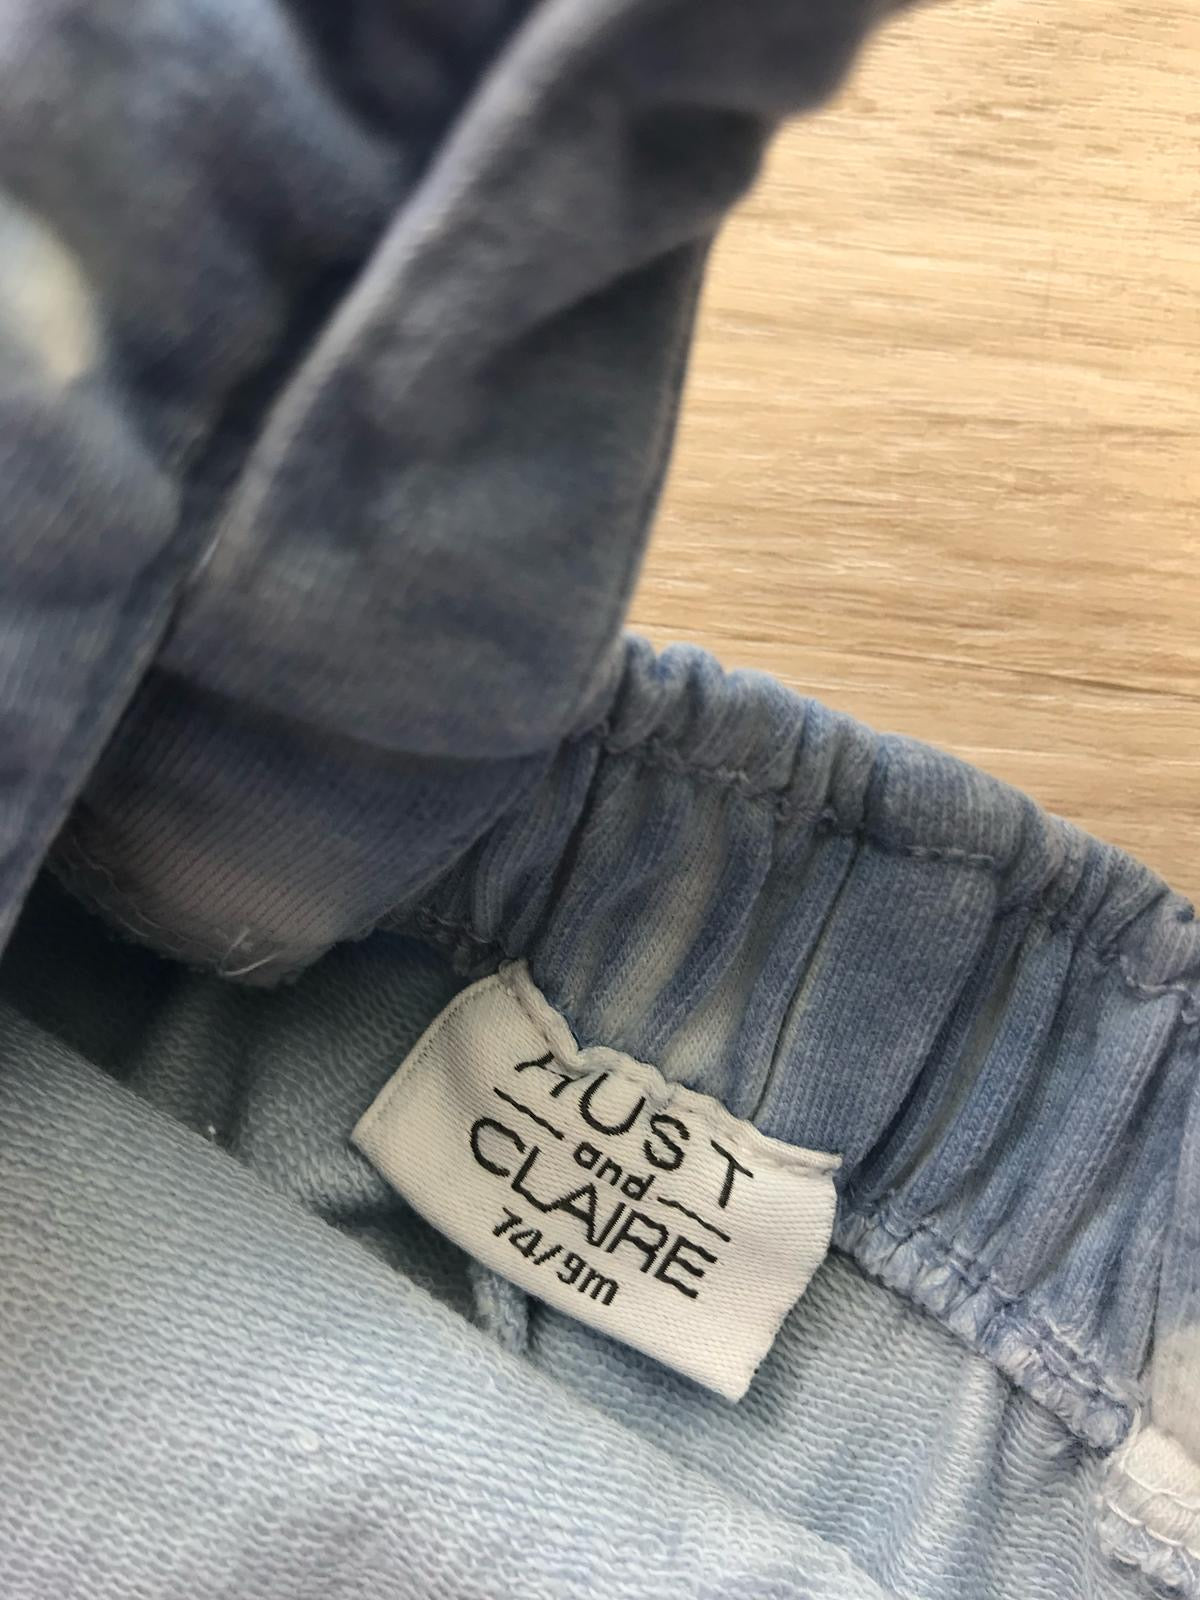 HUST
and
CLAIRE
74/9m